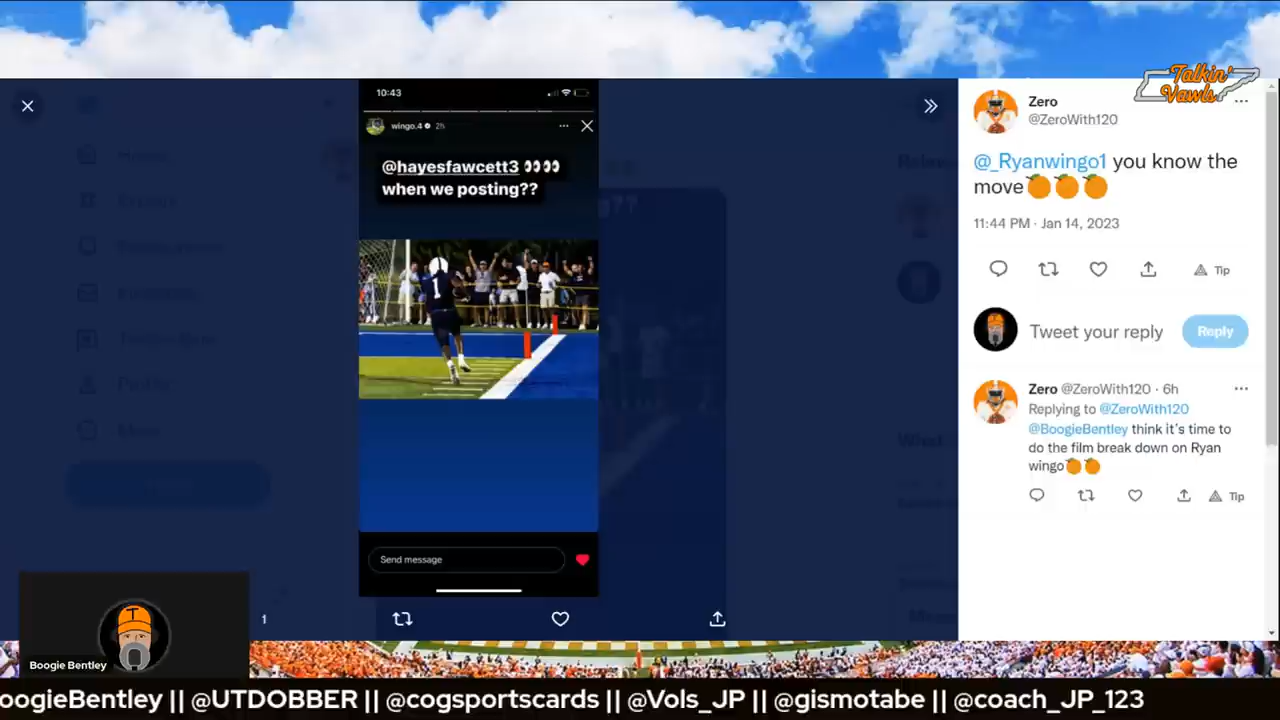 Talkin'
Vawls
10:43
wingo.4 2h
@hayesfawcett3 👀👀
when we posting??
1
Send message
1
Zero
@ZeroWith120
@_Ryanwingo1 you know the
move🍊🍊🍊
11:44 PM · Jan 14, 2023
Tip
Tweet your reply
Reply
Zero @ZeroWith120 · 6h
Replying to @ZeroWith120
@BoogieBentley think it's time to
do the film break down on Ryan
wingo🍊🍊
Tip
T
Boogie Bentley
oogieBentley || @UTDOBBER || @cogsportscards || @Vols_JP || @gismotabe || @coach_JP_123